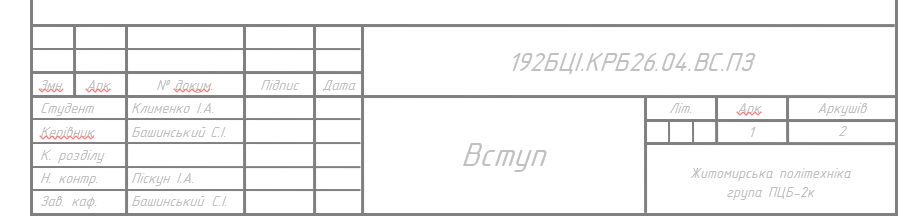 192БЦІ.КРБ26.04.ВС.ПЗ
Змн. Арк. № докум. Підпис Дата
Студент Клименко І.А.
Керівник Башинський С.І.
К. розділу
Н. контр. Піскун І.А.
Зав. каф. Башинський С.І.
Вступ
Літ. Арк. Аркушів
1 2
Житомирська політехніка
група ПЦБ-2к